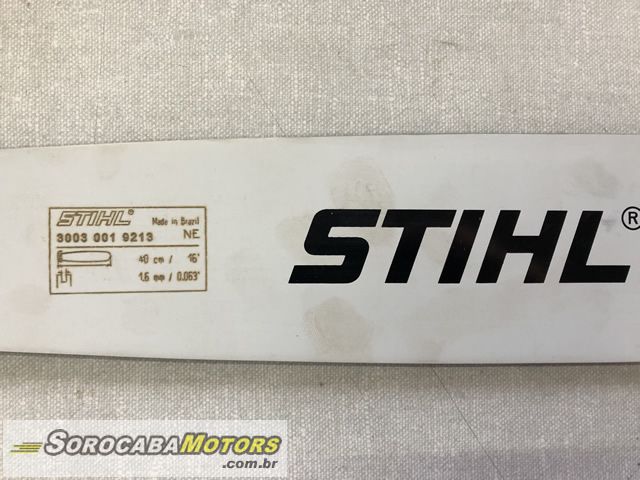 STIHL® Made in Brazil
3003 001 9213 NE
40 cm / 16"
1.6 mm / 0.063"
STIHL®
SOROCABAMOTORS
.com.br